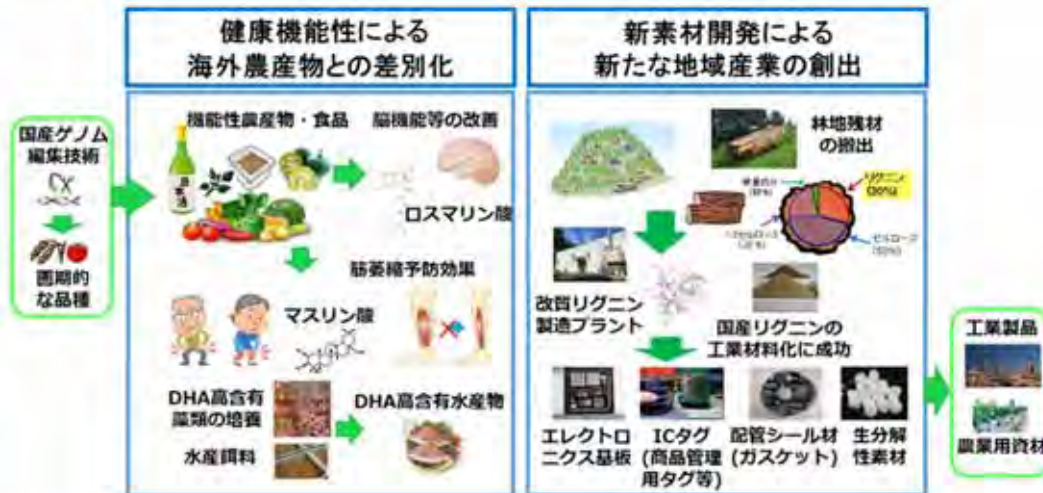 健康機能性による
海外農産物との差別化
新素材開発による
新たな地域産業の創出
国産ゲノム
編集技術
画期的
な品種
機能性農産物・食品
脳機能等の改善
日本酒
ロスマリン酸
筋萎縮予防効果
マスリン酸
DHA高含有
藻類の培養
水産餌料
DHA高含有水産物
林地残材
の搬出
リグニン
(30%)
セルロース
改質リグニン
製造プラント
国産リグニンの
工業材料化に成功
エレクトロ
ニクス基板
ICタグ
(商品管理
用タグ等)
配管シール材
(ガスケット)
生分解
性素材
工業製品
農業用資材